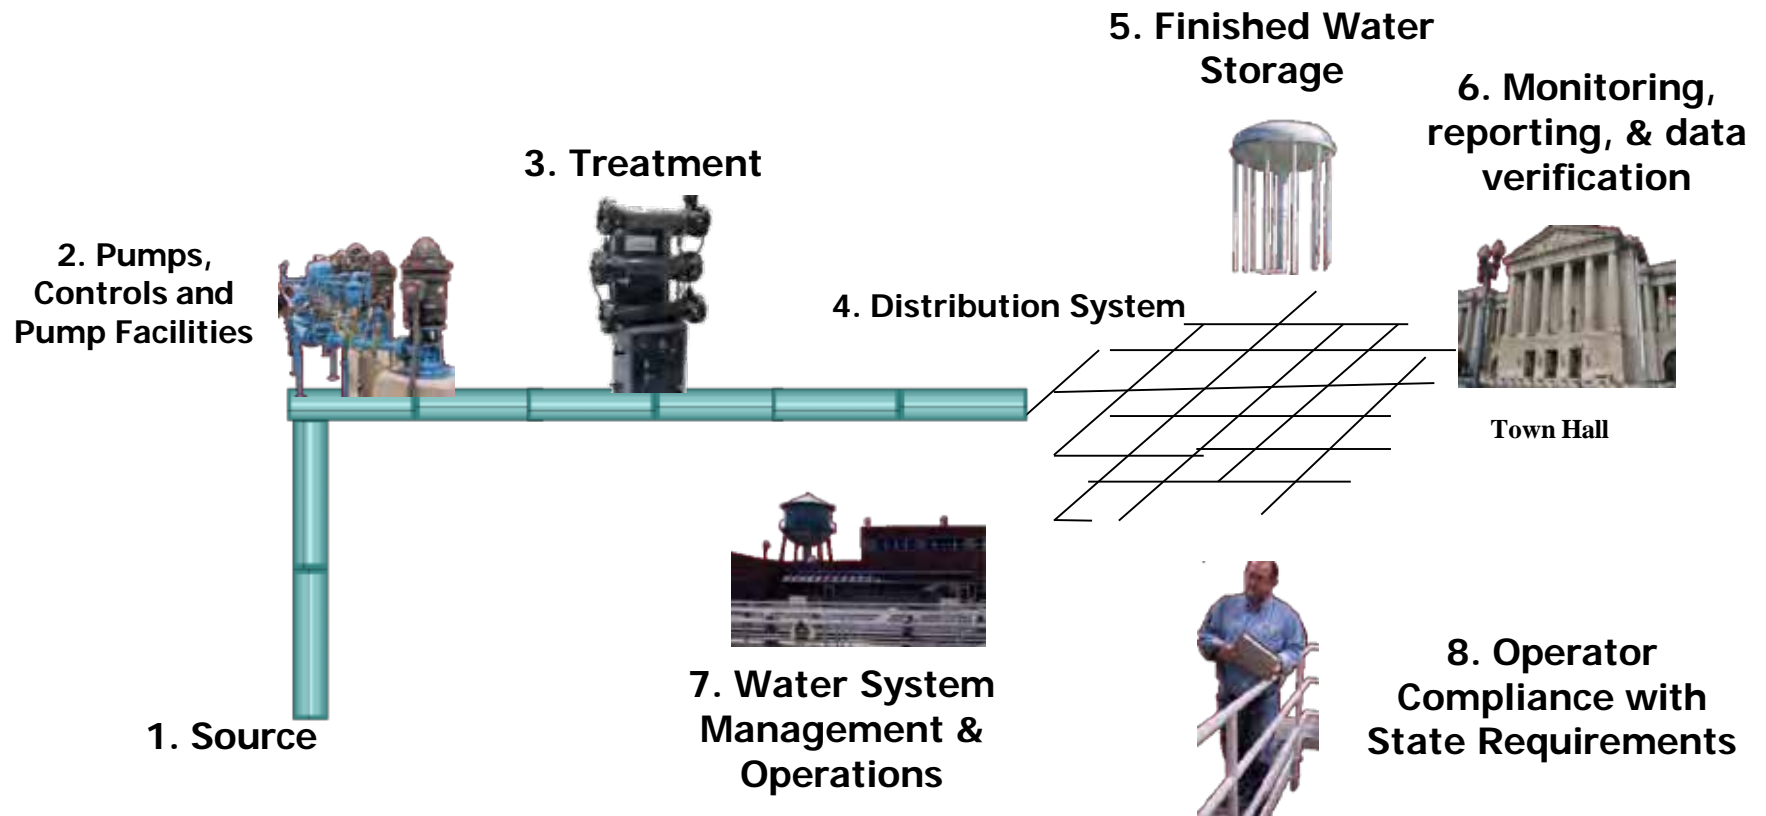 5. Finished Water
Storage
6. Monitoring,
reporting, & data
verification
3. Treatment
2. Pumps,
Controls and
Pump Facilities
4. Distribution System
Town Hall
7. Water System
Management &
Operations
8. Operator
Compliance with
State Requirements
1. Source